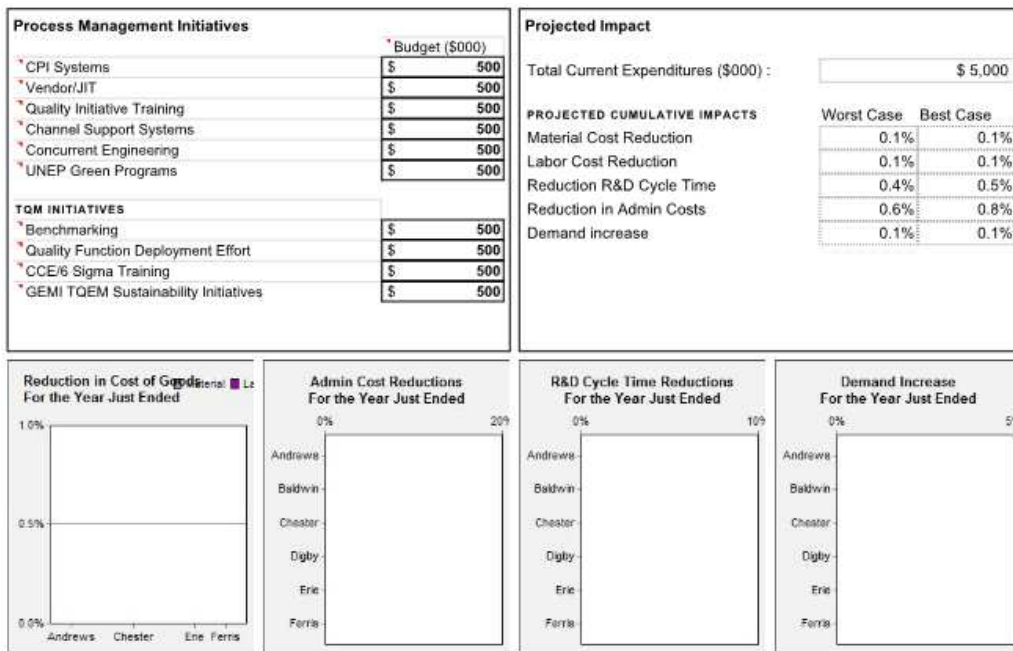 Process Management Initiatives
Budget ($000)
CPI Systems $ 500
Vendor/JIT $ 500
Quality Initiative Training $ 500
Channel Support Systems $ 500
Concurrent Engineering $ 500
UNEP Green Programs $ 500
TQM INITIATIVES
Benchmarking $ 500
Quality Function Deployment Effort $ 500
CCE/6 Sigma Training $ 500
GEMI TQEM Sustainability Initiatives $ 500
Projected Impact
Total Current Expenditures ($000) : $ 5,000
PROJECTED CUMULATIVE IMPACTS Worst Case Best Case
Material Cost Reduction 0.1% 0.1%
Labor Cost Reduction 0.1% 0.1%
Reduction R&D Cycle Time 0.4% 0.5%
Reduction in Admin Costs 0.6% 0.8%
Demand increase 0.1% 0.1%
Reduction in Cost of Goods
For the Year Just Ended
1.0%
0.5%
0.0%
Andrews Chester Erie Ferris
Admin Cost Reductions
For the Year Just Ended
0% 20%
Andrews
Baldwin
Chester
Digby
Erie
Ferris
R&D Cycle Time Reductions
For the Year Just Ended
0% 10%
Andrews
Baldwin
Chester
Digby
Erie
Ferris
Demand Increase
For the Year Just Ended
0%
Andrews
Baldwin
Chester
Digby
Erie
Ferris